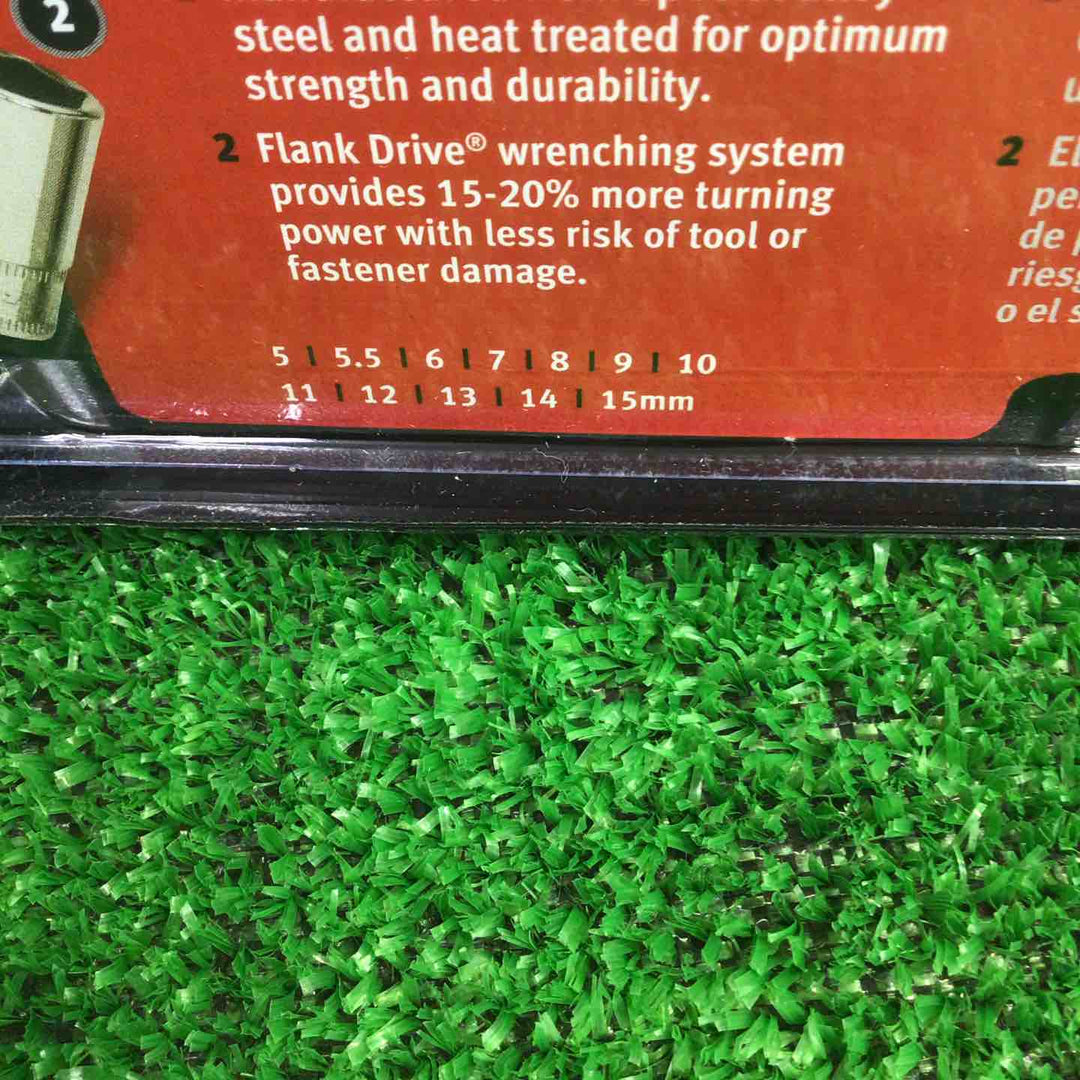 2
steel and heat treated for optimum
strength and durability.
2 Flank Drive® wrenching system
provides 15-20% more turning
power with less risk of tool or
fastener damage.
5 | 5.5 | 6 | 7 | 8 | 9 | 10
11 | 12 | 13 | 14 | 15mm
2 El
de
o el